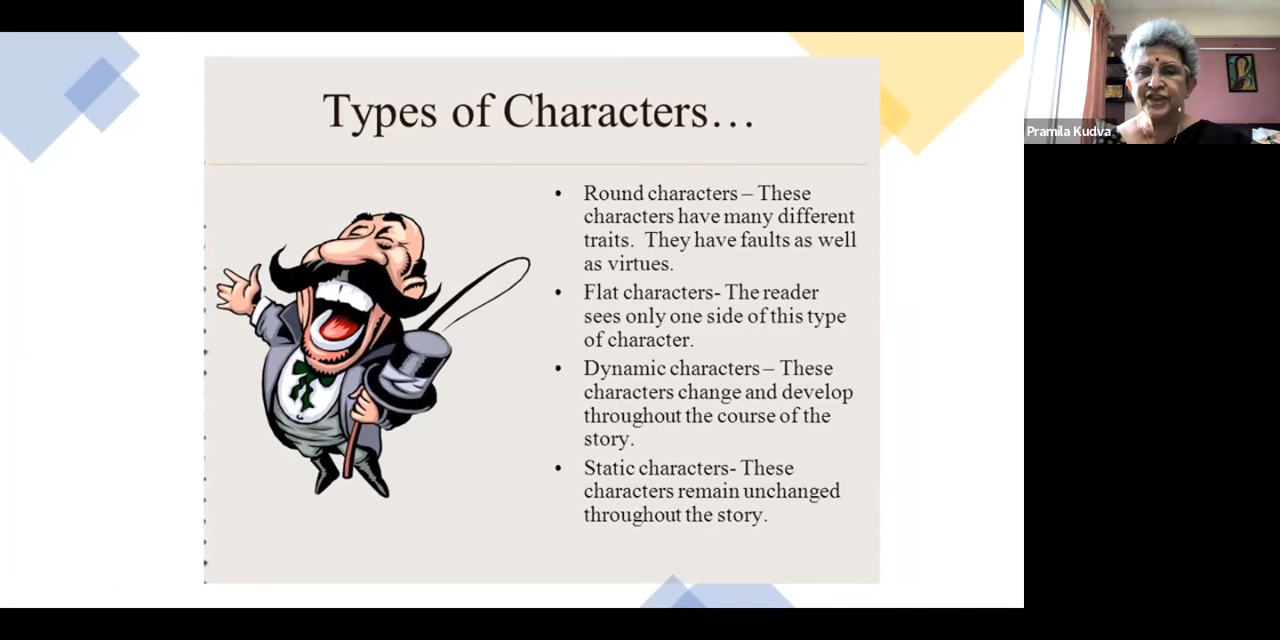 Types of Characters...
• Round characters – These
characters have many different
traits. They have faults as well
as virtues.
• Flat characters- The reader
sees only one side of this type
of character.
• Dynamic characters – These
characters change and develop
throughout the course of the
story.
• Static characters- These
characters remain unchanged
throughout the story.
Pramila Kudva